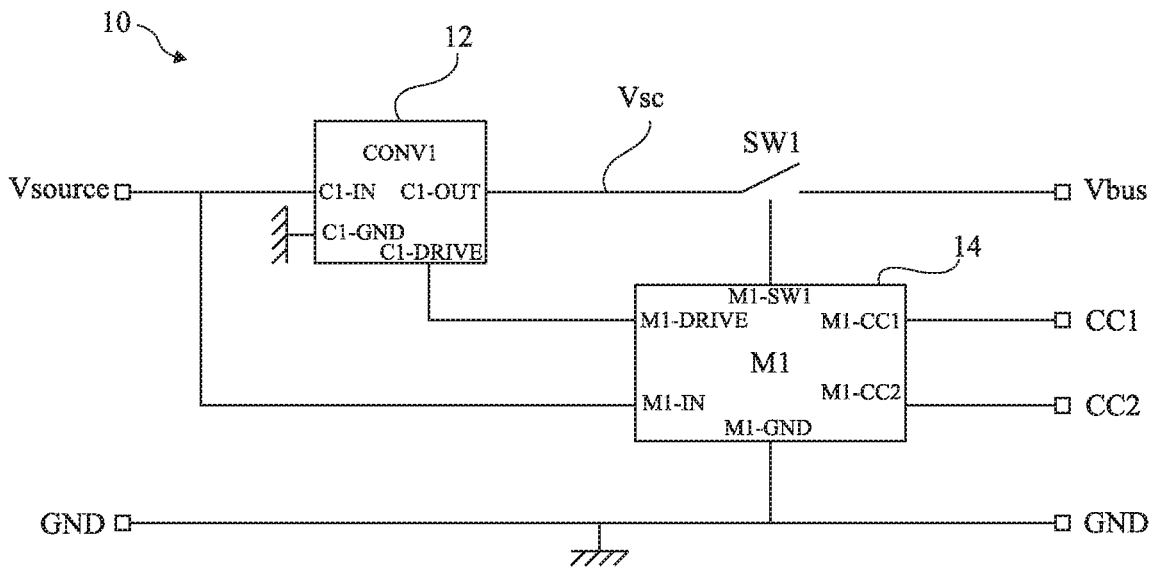 10
12
Vsc
SW1
CONV1
Vsource
C1-IN
C1-OUT
Vbus
C1-GND
C1-DRIVE
14
M1-SW1
M1-DRIVE
M1-CC1
CC1
M1
M1-IN
M1-CC2
CC2
M1-GND
GND
GND